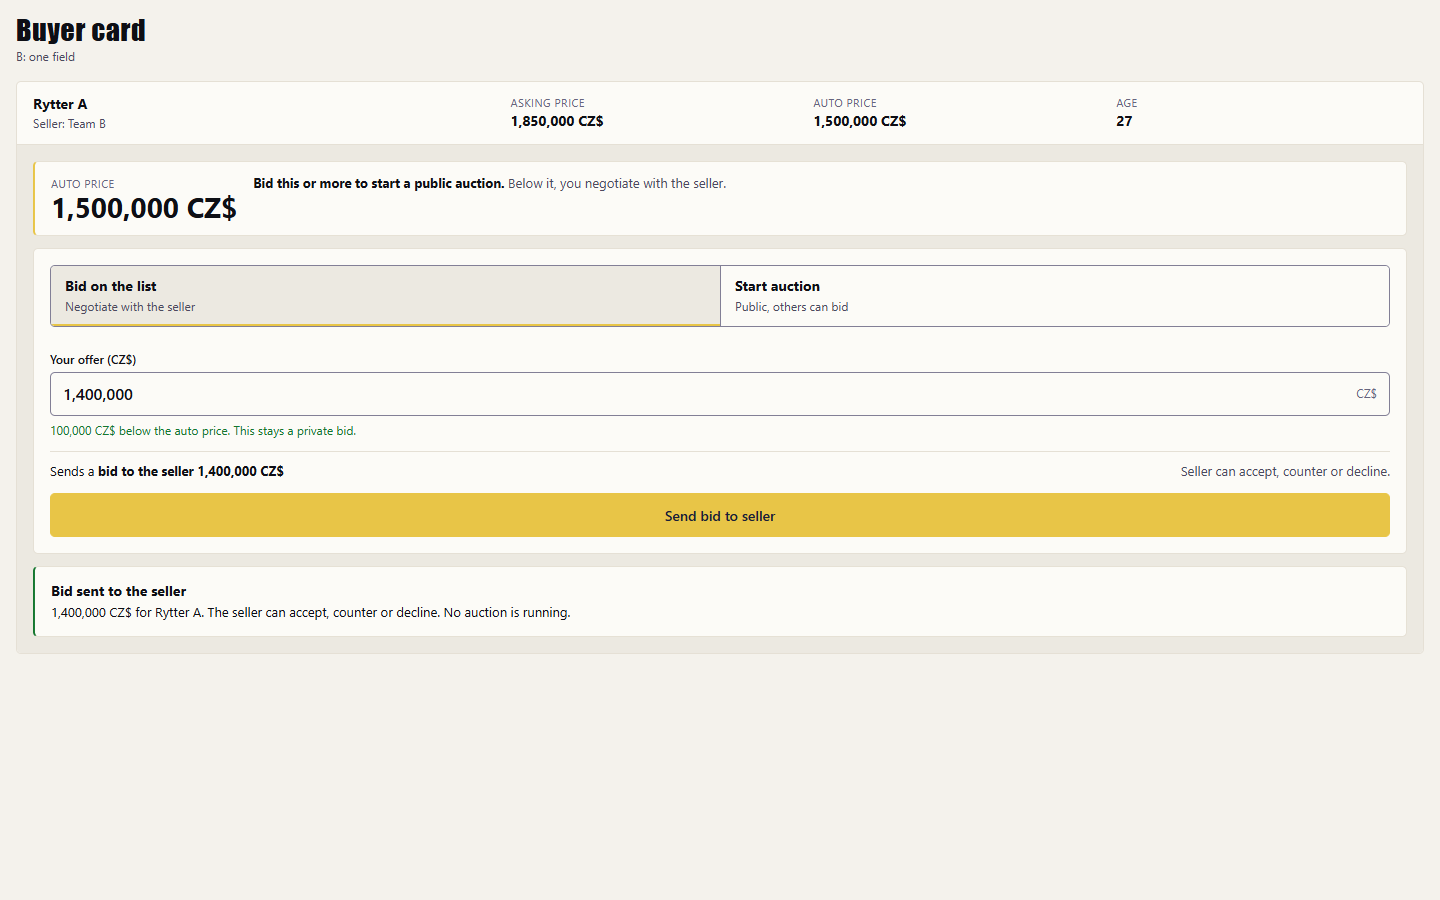 Buyer card
B: one field
Rytter A
Seller: Team B
ASKING PRICE
1,850,000 CZ$
AUTO PRICE
1,500,000 CZ$
AGE
27
AUTO PRICE
1,500,000 CZ$
Bid this or more to start a public auction. Below it, you negotiate with the seller.
Bid on the list
Negotiate with the seller
Start auction
Public, others can bid
Your offer (CZ$)
1,400,000
CZ$
100,000 CZ$ below the auto price. This stays a private bid.
Sends a bid to the seller 1,400,000 CZ$
Seller can accept, counter or decline.
Send bid to seller
Bid sent to the seller
1,400,000 CZ$ for Rytter A. The seller can accept, counter or decline. No auction is running.